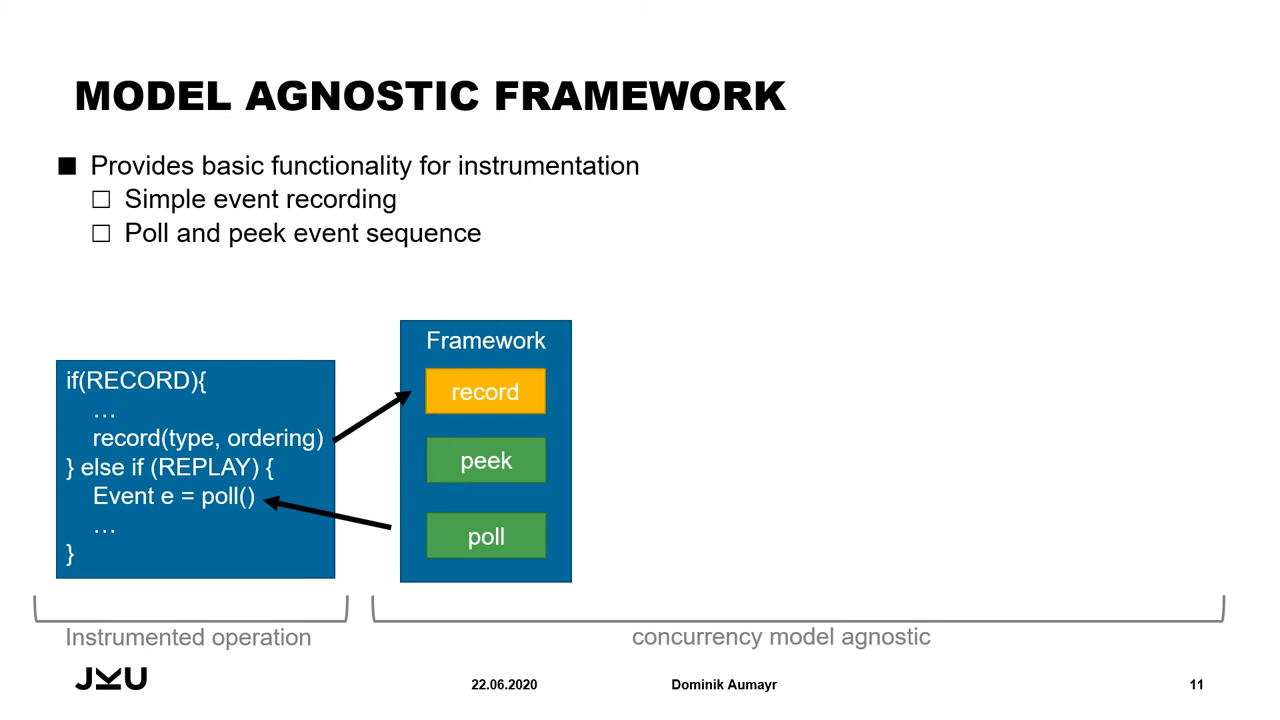 MODEL AGNOSTIC FRAMEWORK
Provides basic functionality for instrumentation
Simple event recording
Poll and peek event sequence
if(RECORD){
…
record(type, ordering)
} else if (REPLAY) {
Event e = poll()
…
}
Framework
record
peek
poll
Instrumented operation
concurrency model agnostic
JKU
22.06.2020
Dominik Aumayr
11